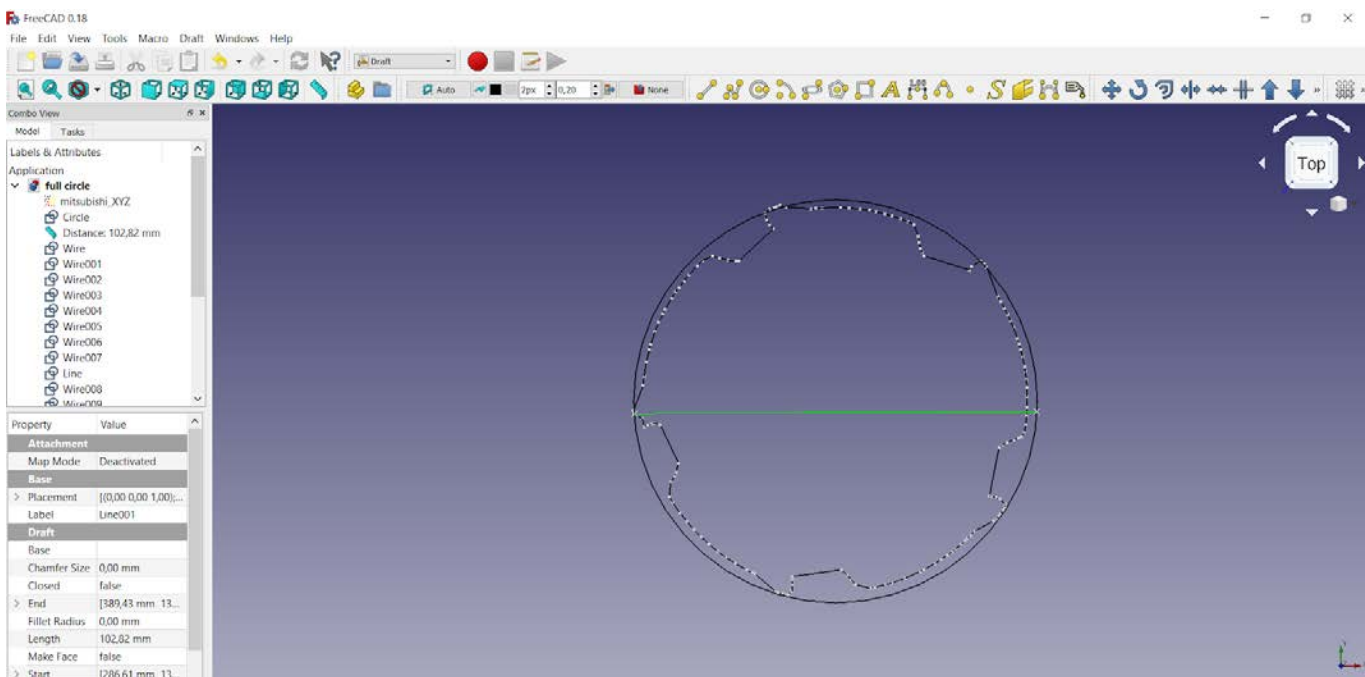 FreeCAD 0.18
File Edit View Tools Macro Draft Windows Help
Draft
Auto 2px 0,20 None
Combo View
Model Tasks
Labels & Attributes
Application
full circle
mitsubishi_XYZ
Circle
Distance: 102,82 mm
Wire
Wire001
Wire002
Wire003
Wire004
Wire005
Wire006
Wire007
Line
Wire008
Wire009
Top
Property Value
Attachment
Map Mode Deactivated
Base
Placement [(0,00 0,00 1,00);...
Label Line001
Draft
Base
Chamfer Size 0,00 mm
Closed false
End [389,43 mm 13...
Fillet Radius 0,00 mm
Length 102,82 mm
Make Face false
Start [286,61 mm 13...